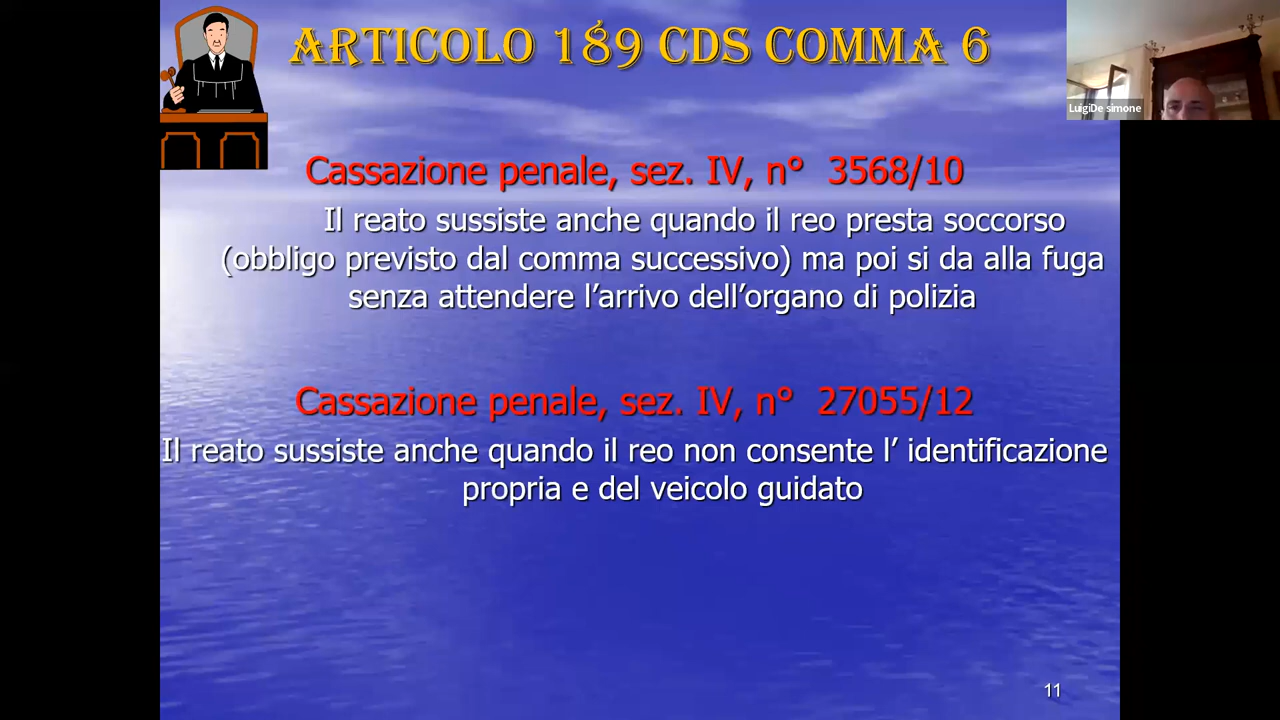 ARTICOLO 189 CDS COMMA 6
LuigiDe simone
Cassazione penale, sez. IV, n° 3568/10
Il reato sussiste anche quando il reo presta soccorso
(obbligo previsto dal comma successivo) ma poi si da alla fuga
senza attendere l’arrivo dell’organo di polizia
Cassazione penale, sez. IV, n° 27055/12
Il reato sussiste anche quando il reo non consente l’ identificazione
propria e del veicolo guidato
11